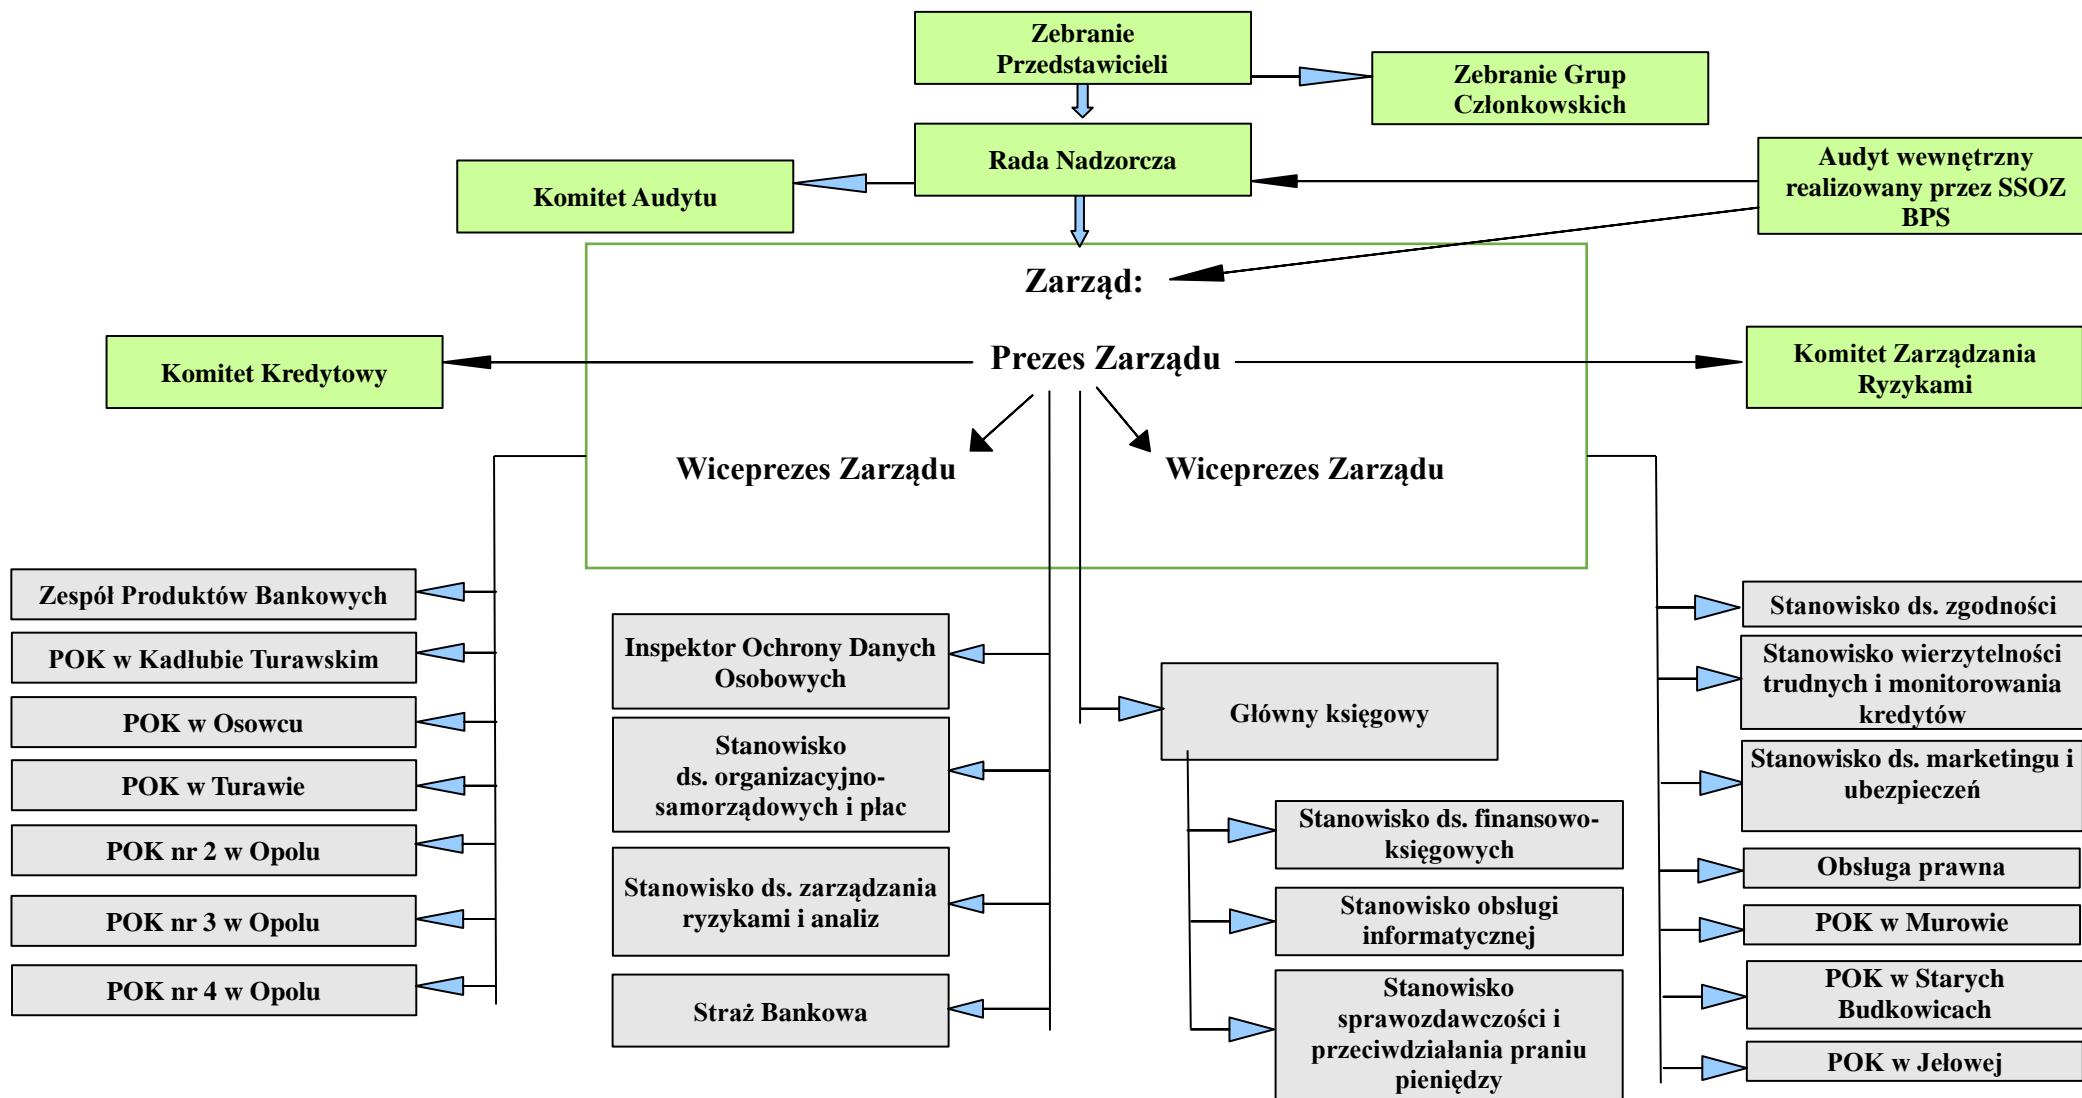 Zebranie
Przedstawicieli
Zebranie Grup
Członkowskich
Rada Nadzorcza
Audyt wewnętrzny
realizowany przez SSOZ
BPS
Komitet Audytu
Zarząd:
Komitet Kredytowy
Prezes Zarządu
Komitet Zarządzania
Ryzykami
Wiceprezes Zarządu
Wiceprezes Zarządu
Zespół Produktów Bankowych
POK w Kadłubie Turawskim
POK w Osowcu
POK w Turawie
POK nr 2 w Opolu
POK nr 3 w Opolu
POK nr 4 w Opolu
Inspektor Ochrony Danych
Osobowych
Stanowisko
ds. organizacyjno-
samorządowych i płac
Stanowisko ds. zarządzania
ryzykami i analiz
Straż Bankowa
Główny księgowy
Stanowisko ds. finansowo-
księgowych
Stanowisko obsługi
informatycznej
Stanowisko
sprawozdawczości i
przeciwdziałania praniu
pieniędzy
Stanowisko ds. zgodności
Stanowisko wierzytelności
trudnych i monitorowania
kredytów
Stanowisko ds. marketingu i
ubezpieczeń
Obsługa prawna
POK w Murowie
POK w Starych
Budkowicach
POK w Jełowej